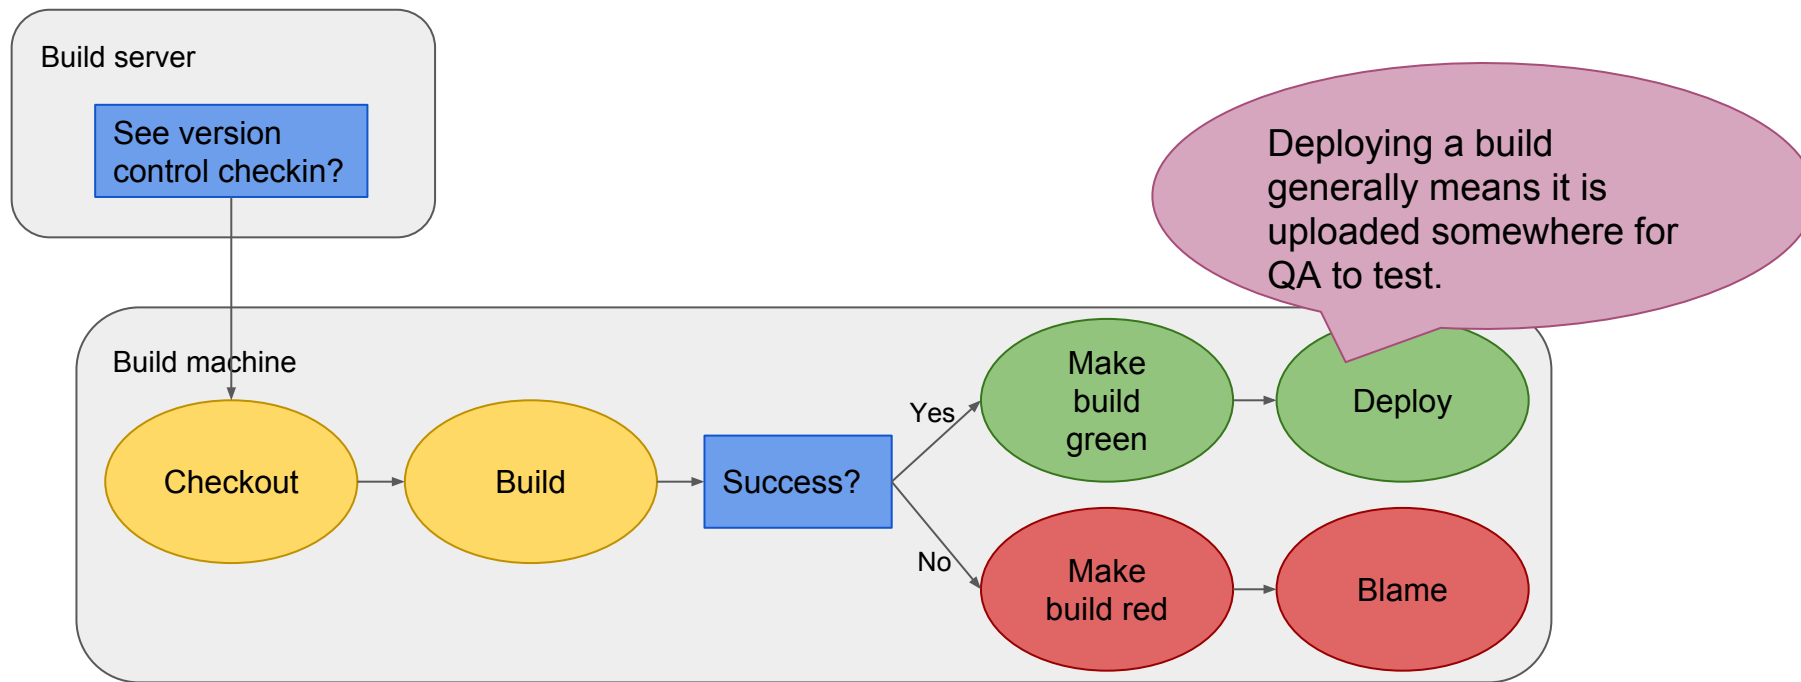 Build server
See version
control checkin?
Deploying a build
generally means it is
uploaded somewhere for
QA to test.
Build machine
Checkout
Build
Success?
Yes
No
Make
build
green
Deploy
Make
build red
Blame